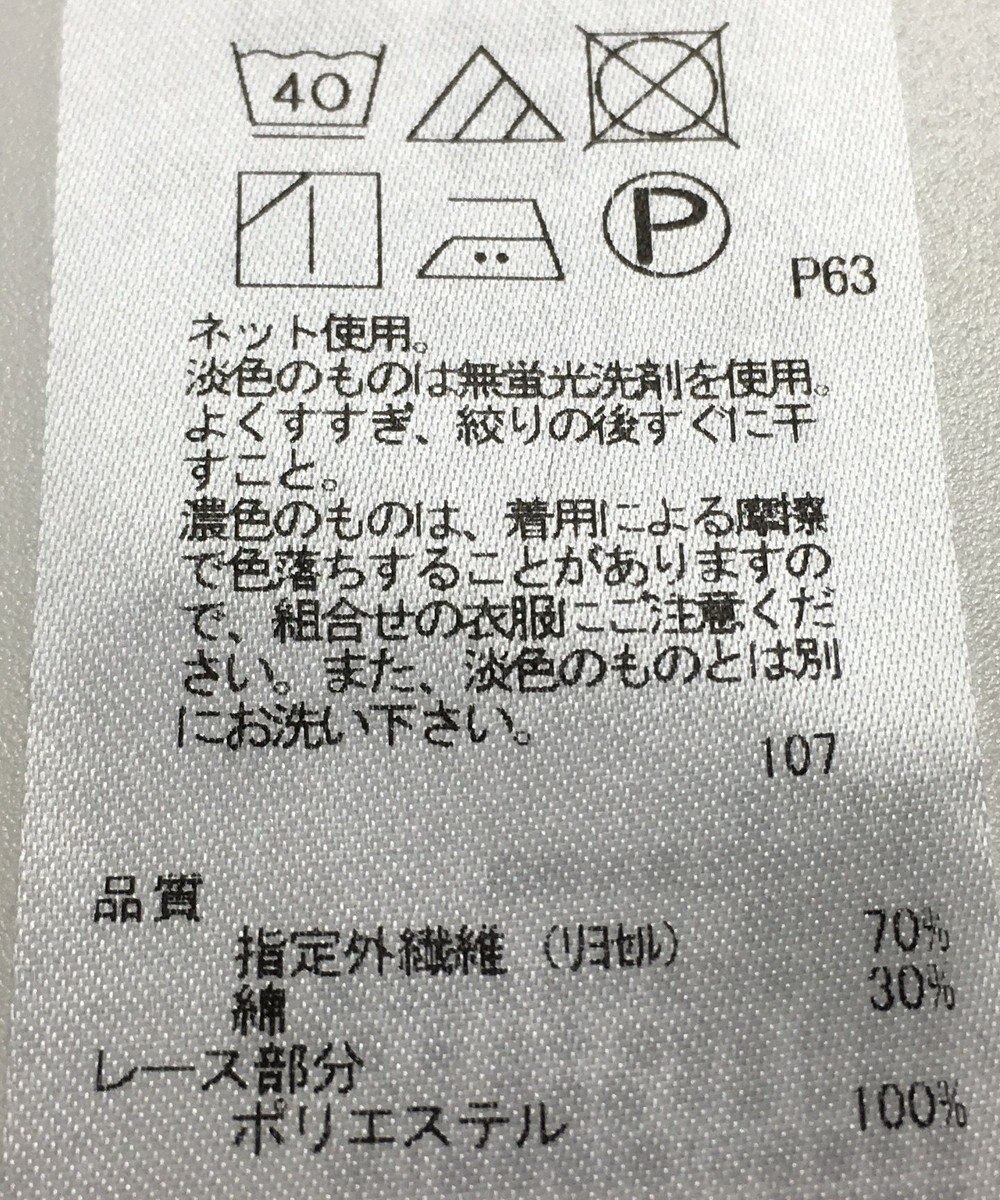 40
P
P63
ネット使用。
淡色のものは無蛍光洗剤を使用。
よくすすぎ、絞りの後すぐに干
すこと。
濃色のものは、着用による摩擦
で色落ちすることがありますの
で、組合せの衣服にご注意くだ
さい。また、淡色のものとは別
にお洗い下さい。
107
品質
指定外繊維（リヨセル） 70%
綿 30%
レース部分
ポリエステル 100%